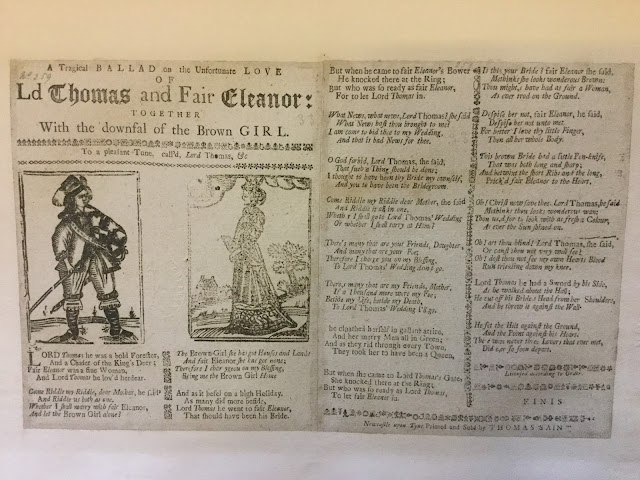 A Tragical BALLAD on the Unfortunate LOVE
OF
Ld Thomas and Fair Eleanor:
TOGETHER
With the downfal of the Brown GIRL.
To a pleasant Tune, call'd, Lord Thomas, &c
LORD Thomas he was a bold Forester,
And a Chaser of the King's Deer;
Fair Eleanor was a fine Woman,
And Lord Thomas he lov'd her dear.
Come Riddle my Riddle, dear Mother, he said
And Riddle us both as one,
Whether I shall marry with fair Eleanor,
And let the Brown Girl alone?
The Brown Girl she has got Houses and Lands
And fair Eleanor she has got none,
Therefore I charge you on my Blessing,
Bring me the Brown Girl Home
And as it befel on a high Holiday,
As many did more beside,
Lord Thomas he went to fair Eleanor,
That should have been his Bride.
But when he came to fair Eleanor's Bower
He knocked there at the Ring;
But who was so ready as fair Eleanor,
For to let Lord Thomas in.
What News, what news, Lord Thomas, she said
What News hast thou brought to me?
I am come to bid thee to my Wedding,
And that is bad News for thee.
O God forbid, Lord Thomas, she said,
That such a Thing should be done;
I thought to have been thy Bride my ownself,
And you to have been the Bridegroom.
Come Riddle my Riddle dear Mother, she said
And Riddle it all in one,
Whether I shall go to Lord Thomas' Wedding
Or whether I shall tarry at Home?
There's many that are your Friends, Daughter,
And many that are your Foe;
Therefore I charge you on my Blessing,
To Lord Thomas' Wedding don't go.
There's many that are my Friends, Mother,
If a Thousand more were my Foe;
Betide my Life, betide my Death,
To Lord Thomas' Wedding I'll go.
She cloathed herself in gallant attire,
And her merry Men all in Green;
And as they rid through every Town,
They took her to have been a Queen,
But when she came to Lord Thomas's Gate,
She knocked there at the Ring;
But who was so ready as Lord Thomas,
To let fair Eleanor in.
Is this your Bride? fair Eleanor she said,
Methinks she looks wonderous Brown;
Thou might'st have had as fair a Woman,
As ever trod on the Ground.
Despise her not, fair Eleanor, he said,
Despise her not unto me;
For better I love thy little Finger,
Than all her whole Body.
This brown Bride had a little Pen-knife,
That was both long and sharp;
And betwixt the short Ribs and the long,
Prick'd fair Eleanor to the Heart.
Oh! Christ now save thee, Lord Thomas, he said
Methinks thou looks wonderous wan;
Thou us'd for to look with as fresh a Colour,
As ever the Sun shined on.
Oh! art thou blind? Lord Thomas, she said,
Or canst thou not very well see?
Oh! dost thou not see my own Hearts Blood
Run trickling down my knee.
Lord Thomas he had a Sword by his Side,
As he walked about the Hall;
He cut off his Bride's Head from her Shoulders,
And he threw it against the Wall.
He set the Hilt against the Ground,
And the Point against his Heart;
There was never three Lovers that ever met,
Did ever so soon depart.
Licensed according to Order.
FINIS
Newcastle upon Tyne, Printed and Sold by THOMAS SAINT